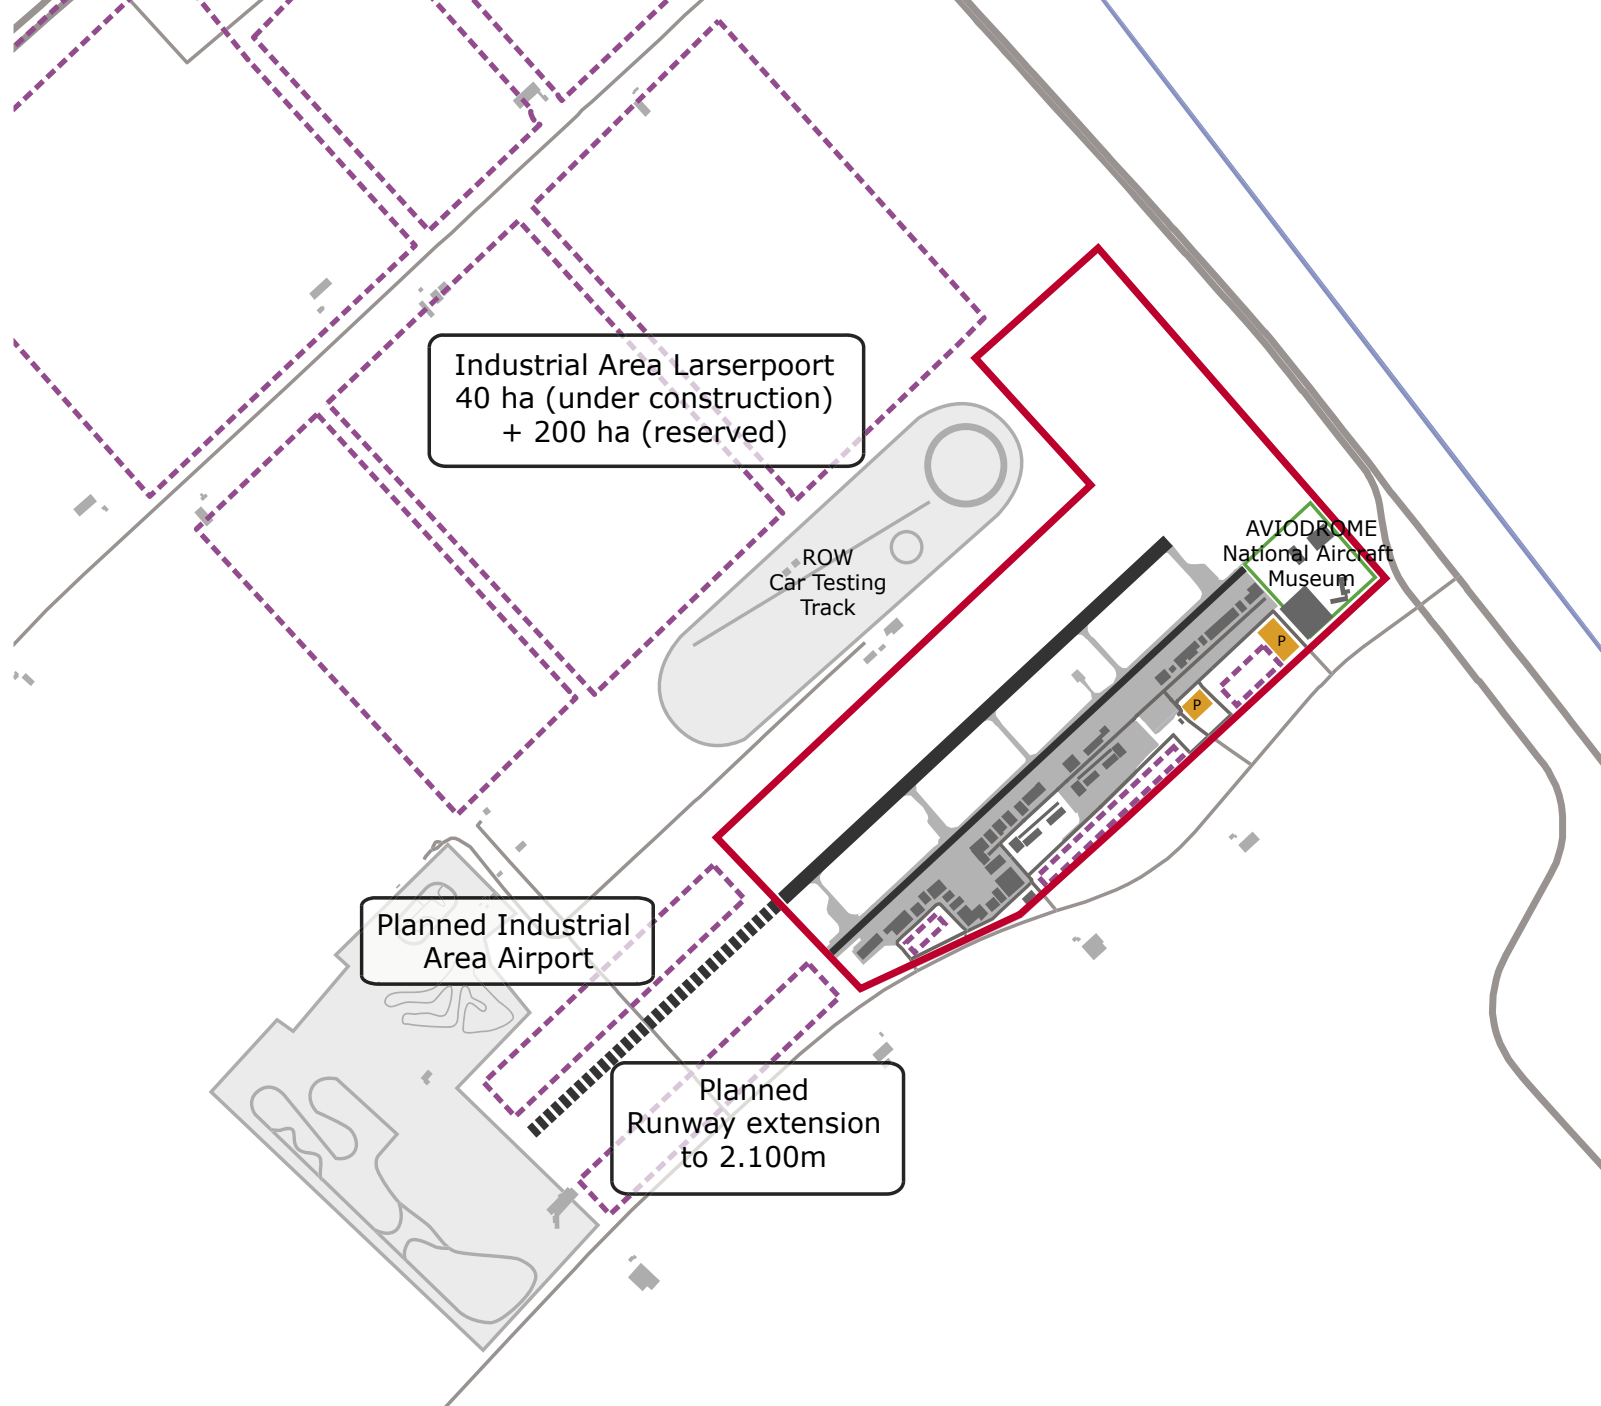 Industrial Area Larserpoort
40 ha (under construction)
+ 200 ha (reserved)
AVIODROME
National Aircraft
Museum
ROW
Car Testing
Track
P
P
Planned Industrial
Area Airport
Planned
Runway extension
to 2.100m